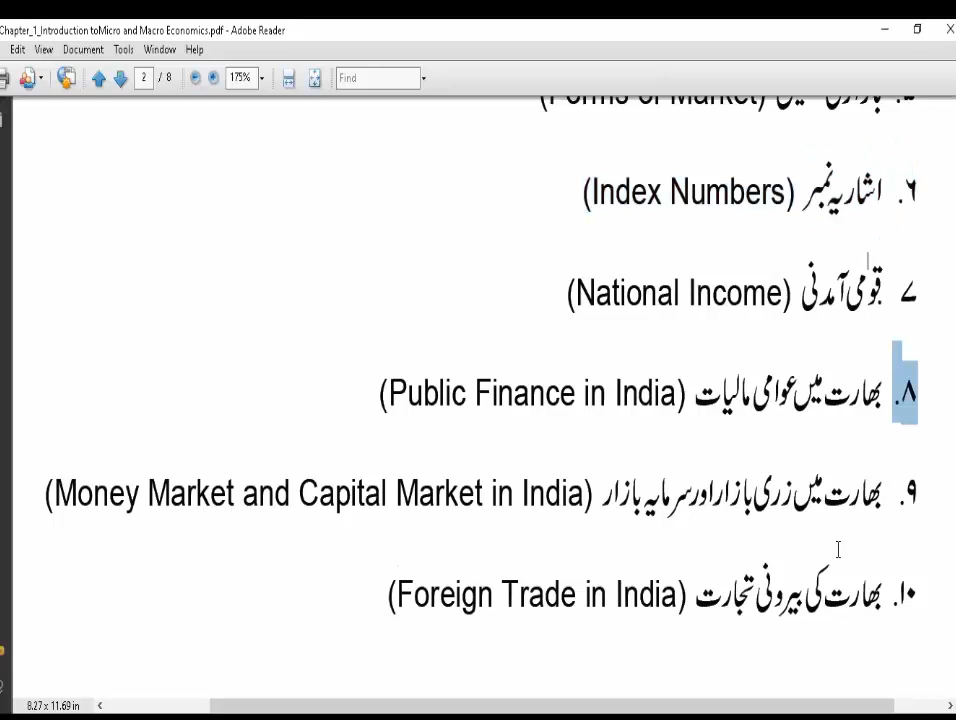 Chapter_1_Introduction toMicro and Macro Economics.pdf - Adobe Reader
Edit View Document Tools Window Help
2 / 8 175% Find
(Forms of Market)
۶. اشاریہ نمبر (Index Numbers)
۷ قومی آمدنی (National Income)
۸. بھارت میں عوامی مالیات (Public Finance in India)
۹. بھارت میں زری بازار اور سرمایہ بازار (Money Market and Capital Market in India)
۱۰. بھارت کی بیرونی تجارت (Foreign Trade in India)
8.27 x 11.69 in